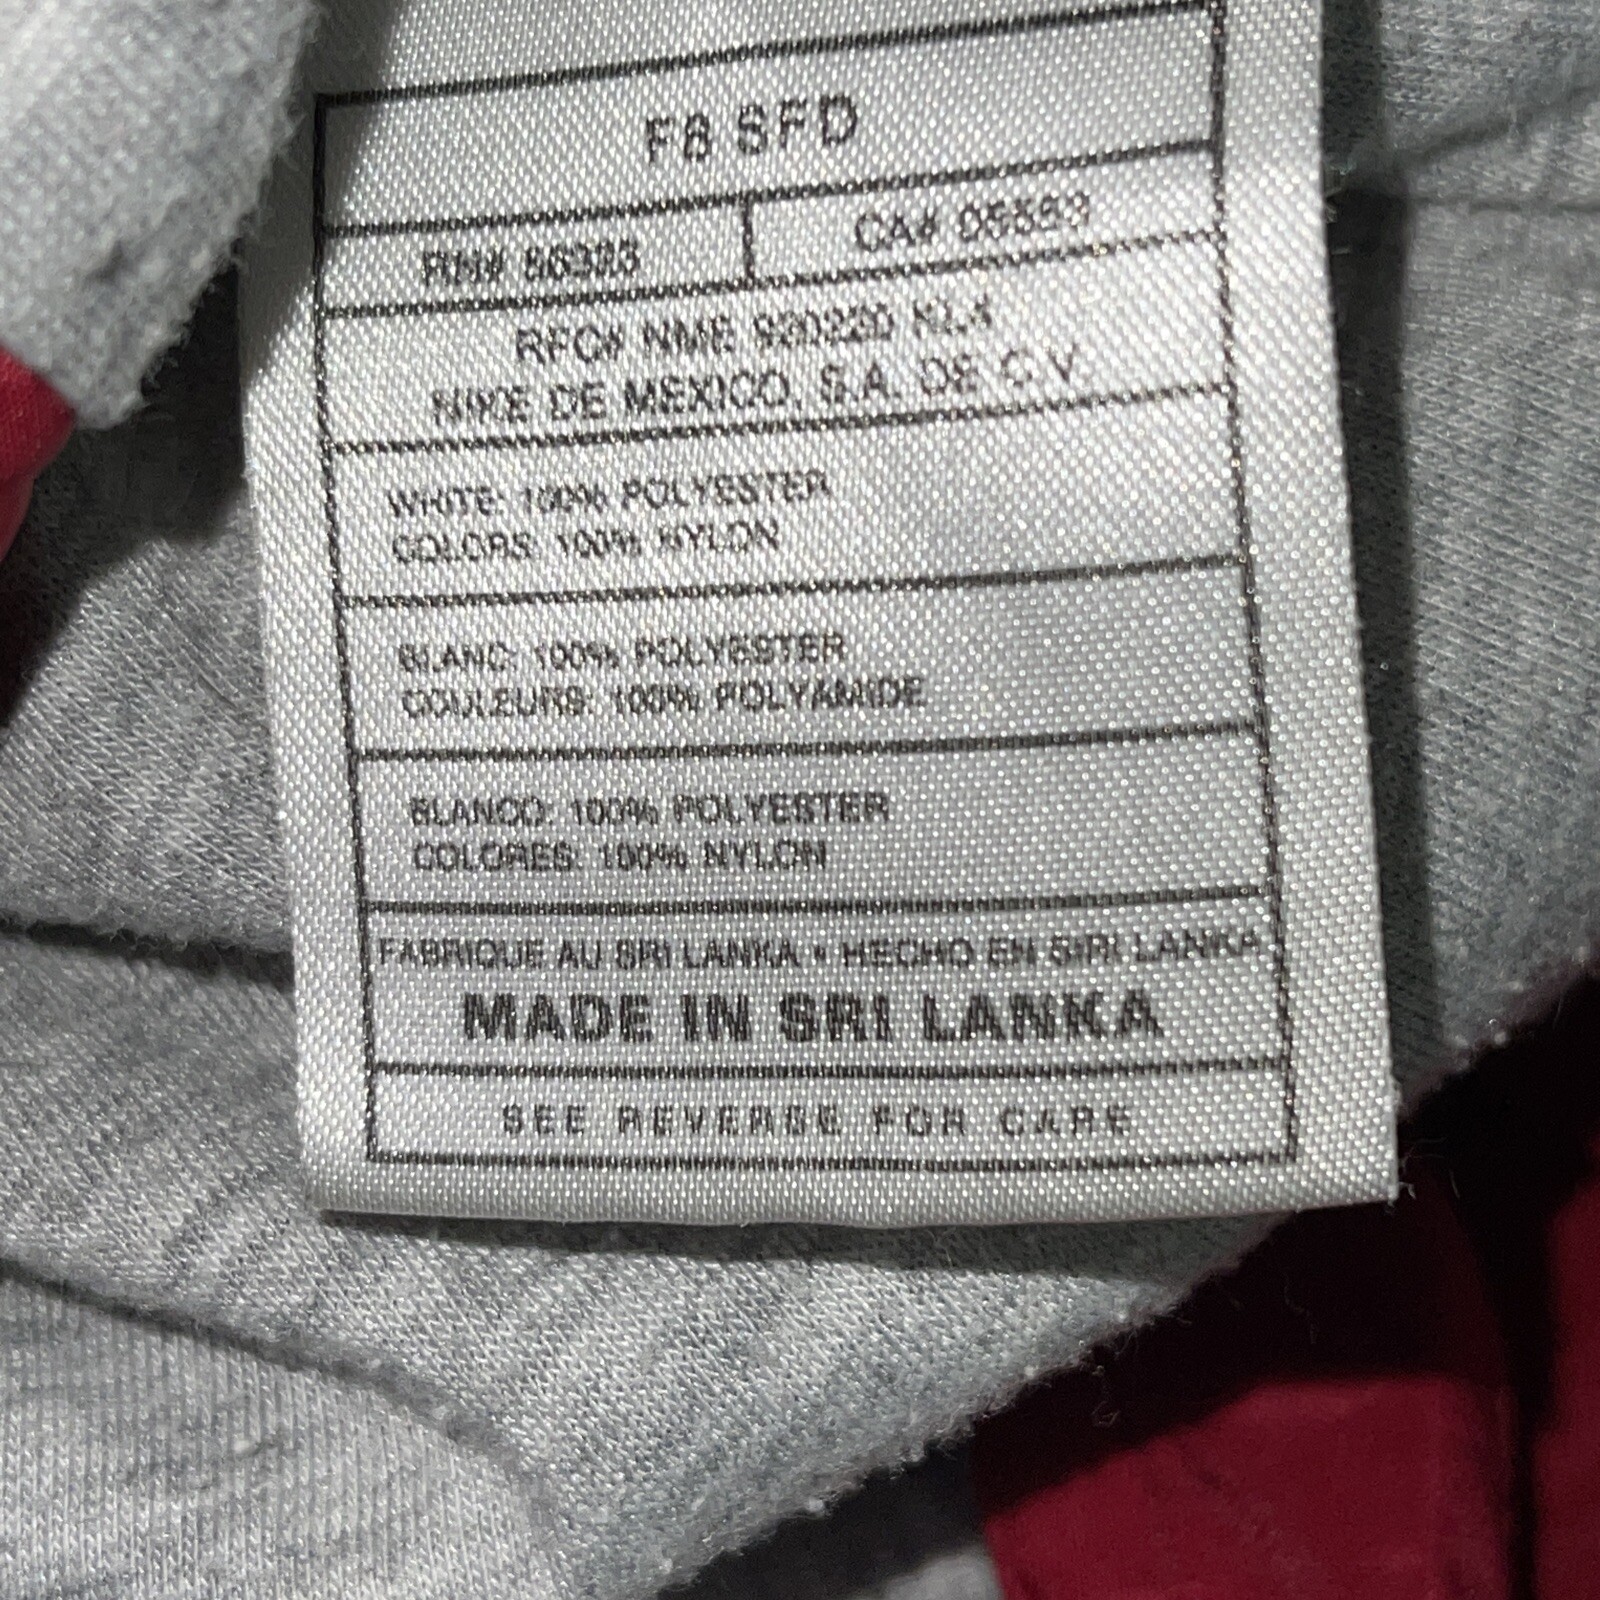 F8 SFD
RN# 56323
CA# 05553
RFC# NME 920220 NL4
NIKE DE MEXICO, S.A. DE C.V.
WHITE: 100% POLYESTER
COLORS: 100% NYLON
BLANC: 100% POLYESTER
COULEURS: 100% POLYAMIDE
BLANCO: 100% POLYESTER
COLORES: 100% NYLON
FABRIQUE AU SRI LANKA • HECHO EN SRI LANKA
MADE IN SRI LANKA
SEE REVERSE FOR CARE